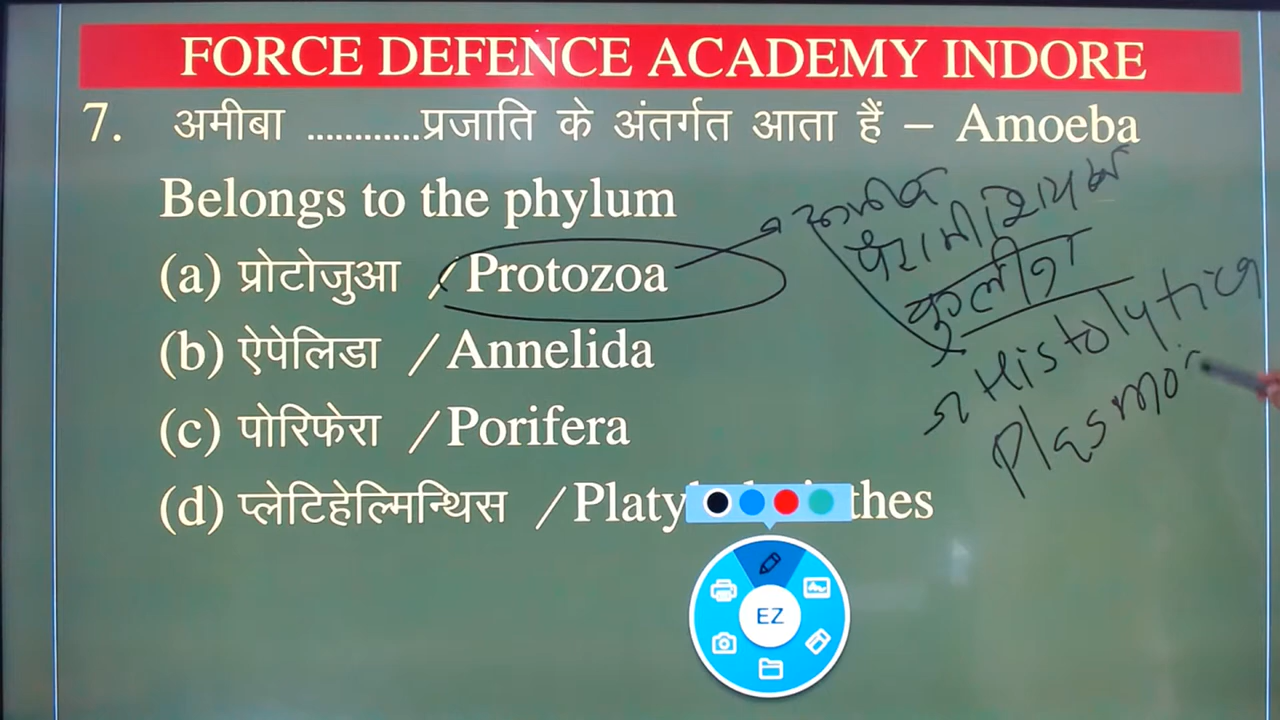 FORCE DEFENCE ACADEMY INDORE
7. अमीबा ............प्रजाति के अंतर्गत आता हैं – Amoeba
Belongs to the phylum
(a) प्रोटोजुआ / Protozoa
(b) ऐपेलिडा / Annelida
(c) पोरिफेरा / Porifera
(d) प्लेटिहेल्मिन्थिस / Platy thes
Histolytica
Plasmo
EZ